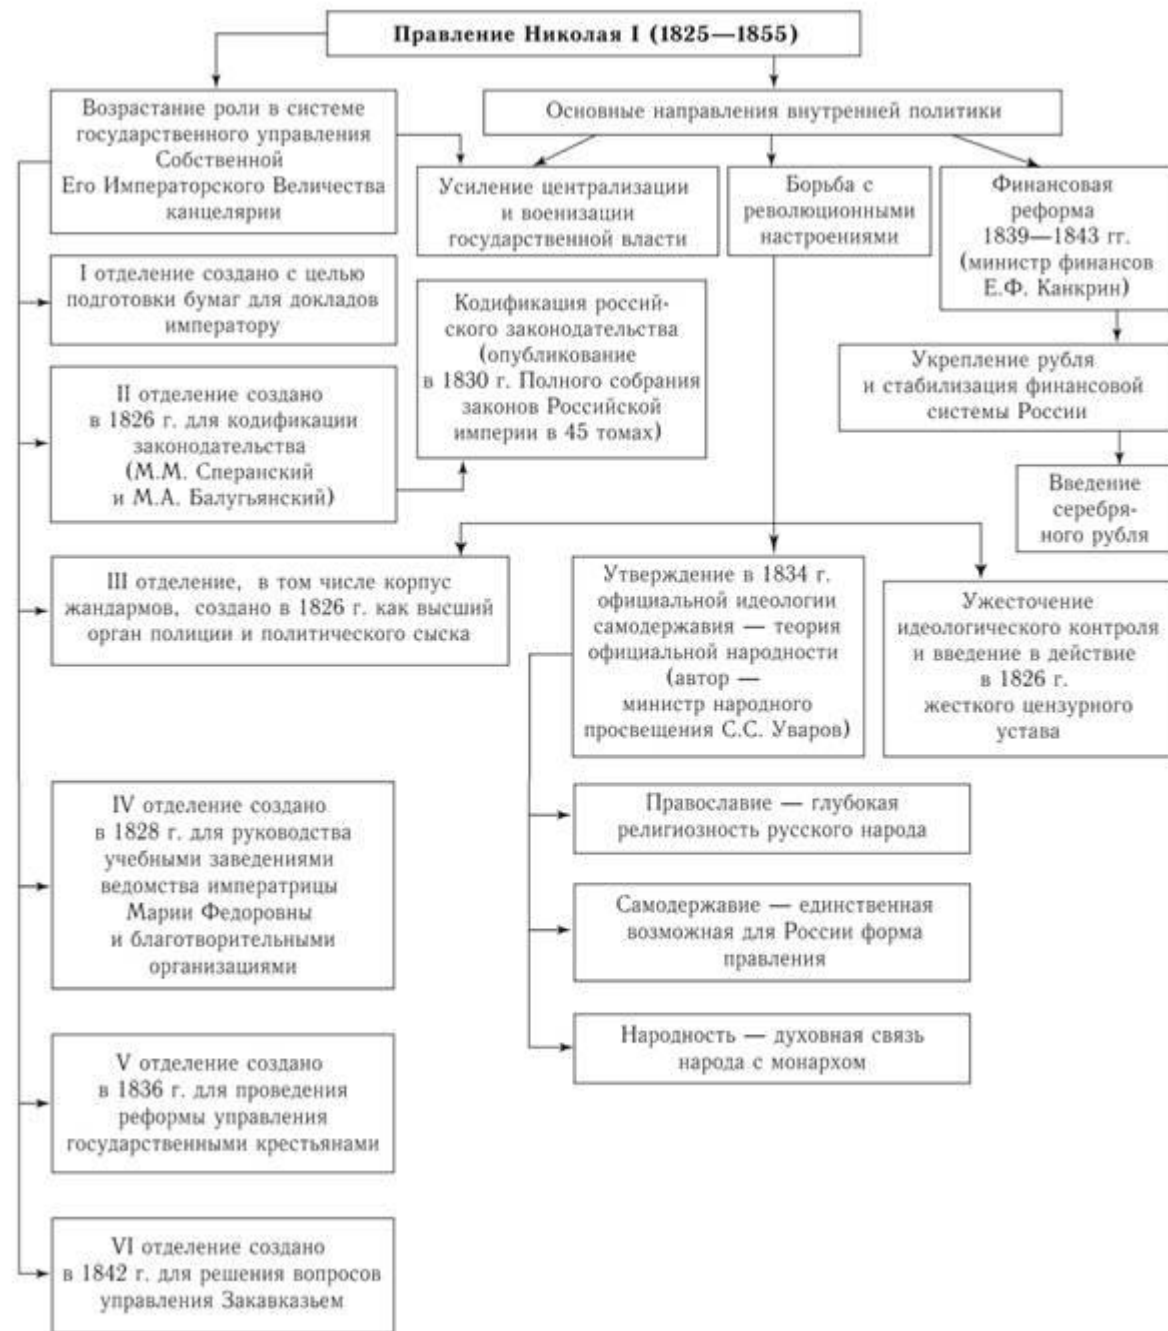 Правление Николая I (1825—1855)
Возрастание роли в системе
государственного управления
Собственной
Его Императорского Величества
канцелярии
Основные направления внутренней политики
Усиление централизации
и военизации
государственной власти
Борьба с
революционными
настроениями
Финансовая
реформа
1839—1843 гг.
(министр финансов
Е.Ф. Канкрин)
I отделение создано с целью
подготовки бумаг для докладов
императору
Кодификация россий-
ского законодательства
(опубликование
в 1830 г. Полного собрания
законов Российской
империи в 45 томах)
Укрепление рубля
и стабилизация финансовой
системы России
II отделение создано
в 1826 г. для кодификации
законодательства
(М.М. Сперанский
и М.А. Балугьянский)
Введение
серебря-
ного рубля
III отделение, в том числе корпус
жандармов, создано в 1826 г. как высший
орган полиции и политического сыска
Утверждение в 1834 г.
официальной идеологии
самодержавия — теория
официальной народности
(автор —
министр народного
просвещения С.С. Уваров)
Ужесточение
идеологического контроля
и введение в действие
в 1826 г.
жесткого цензурного
устава
IV отделение создано
в 1828 г. для руководства
учебными заведениями
ведомства императрицы
Марии Федоровны
и благотворительными
организациями
Православие — глубокая
религиозность русского народа
Самодержавие — единственная
возможная для России форма
правления
Народность — духовная связь
народа с монархом
V отделение создано
в 1836 г. для проведения
реформы управления
государственными крестьянами
VI отделение создано
в 1842 г. для решения вопросов
управления Закавказьем